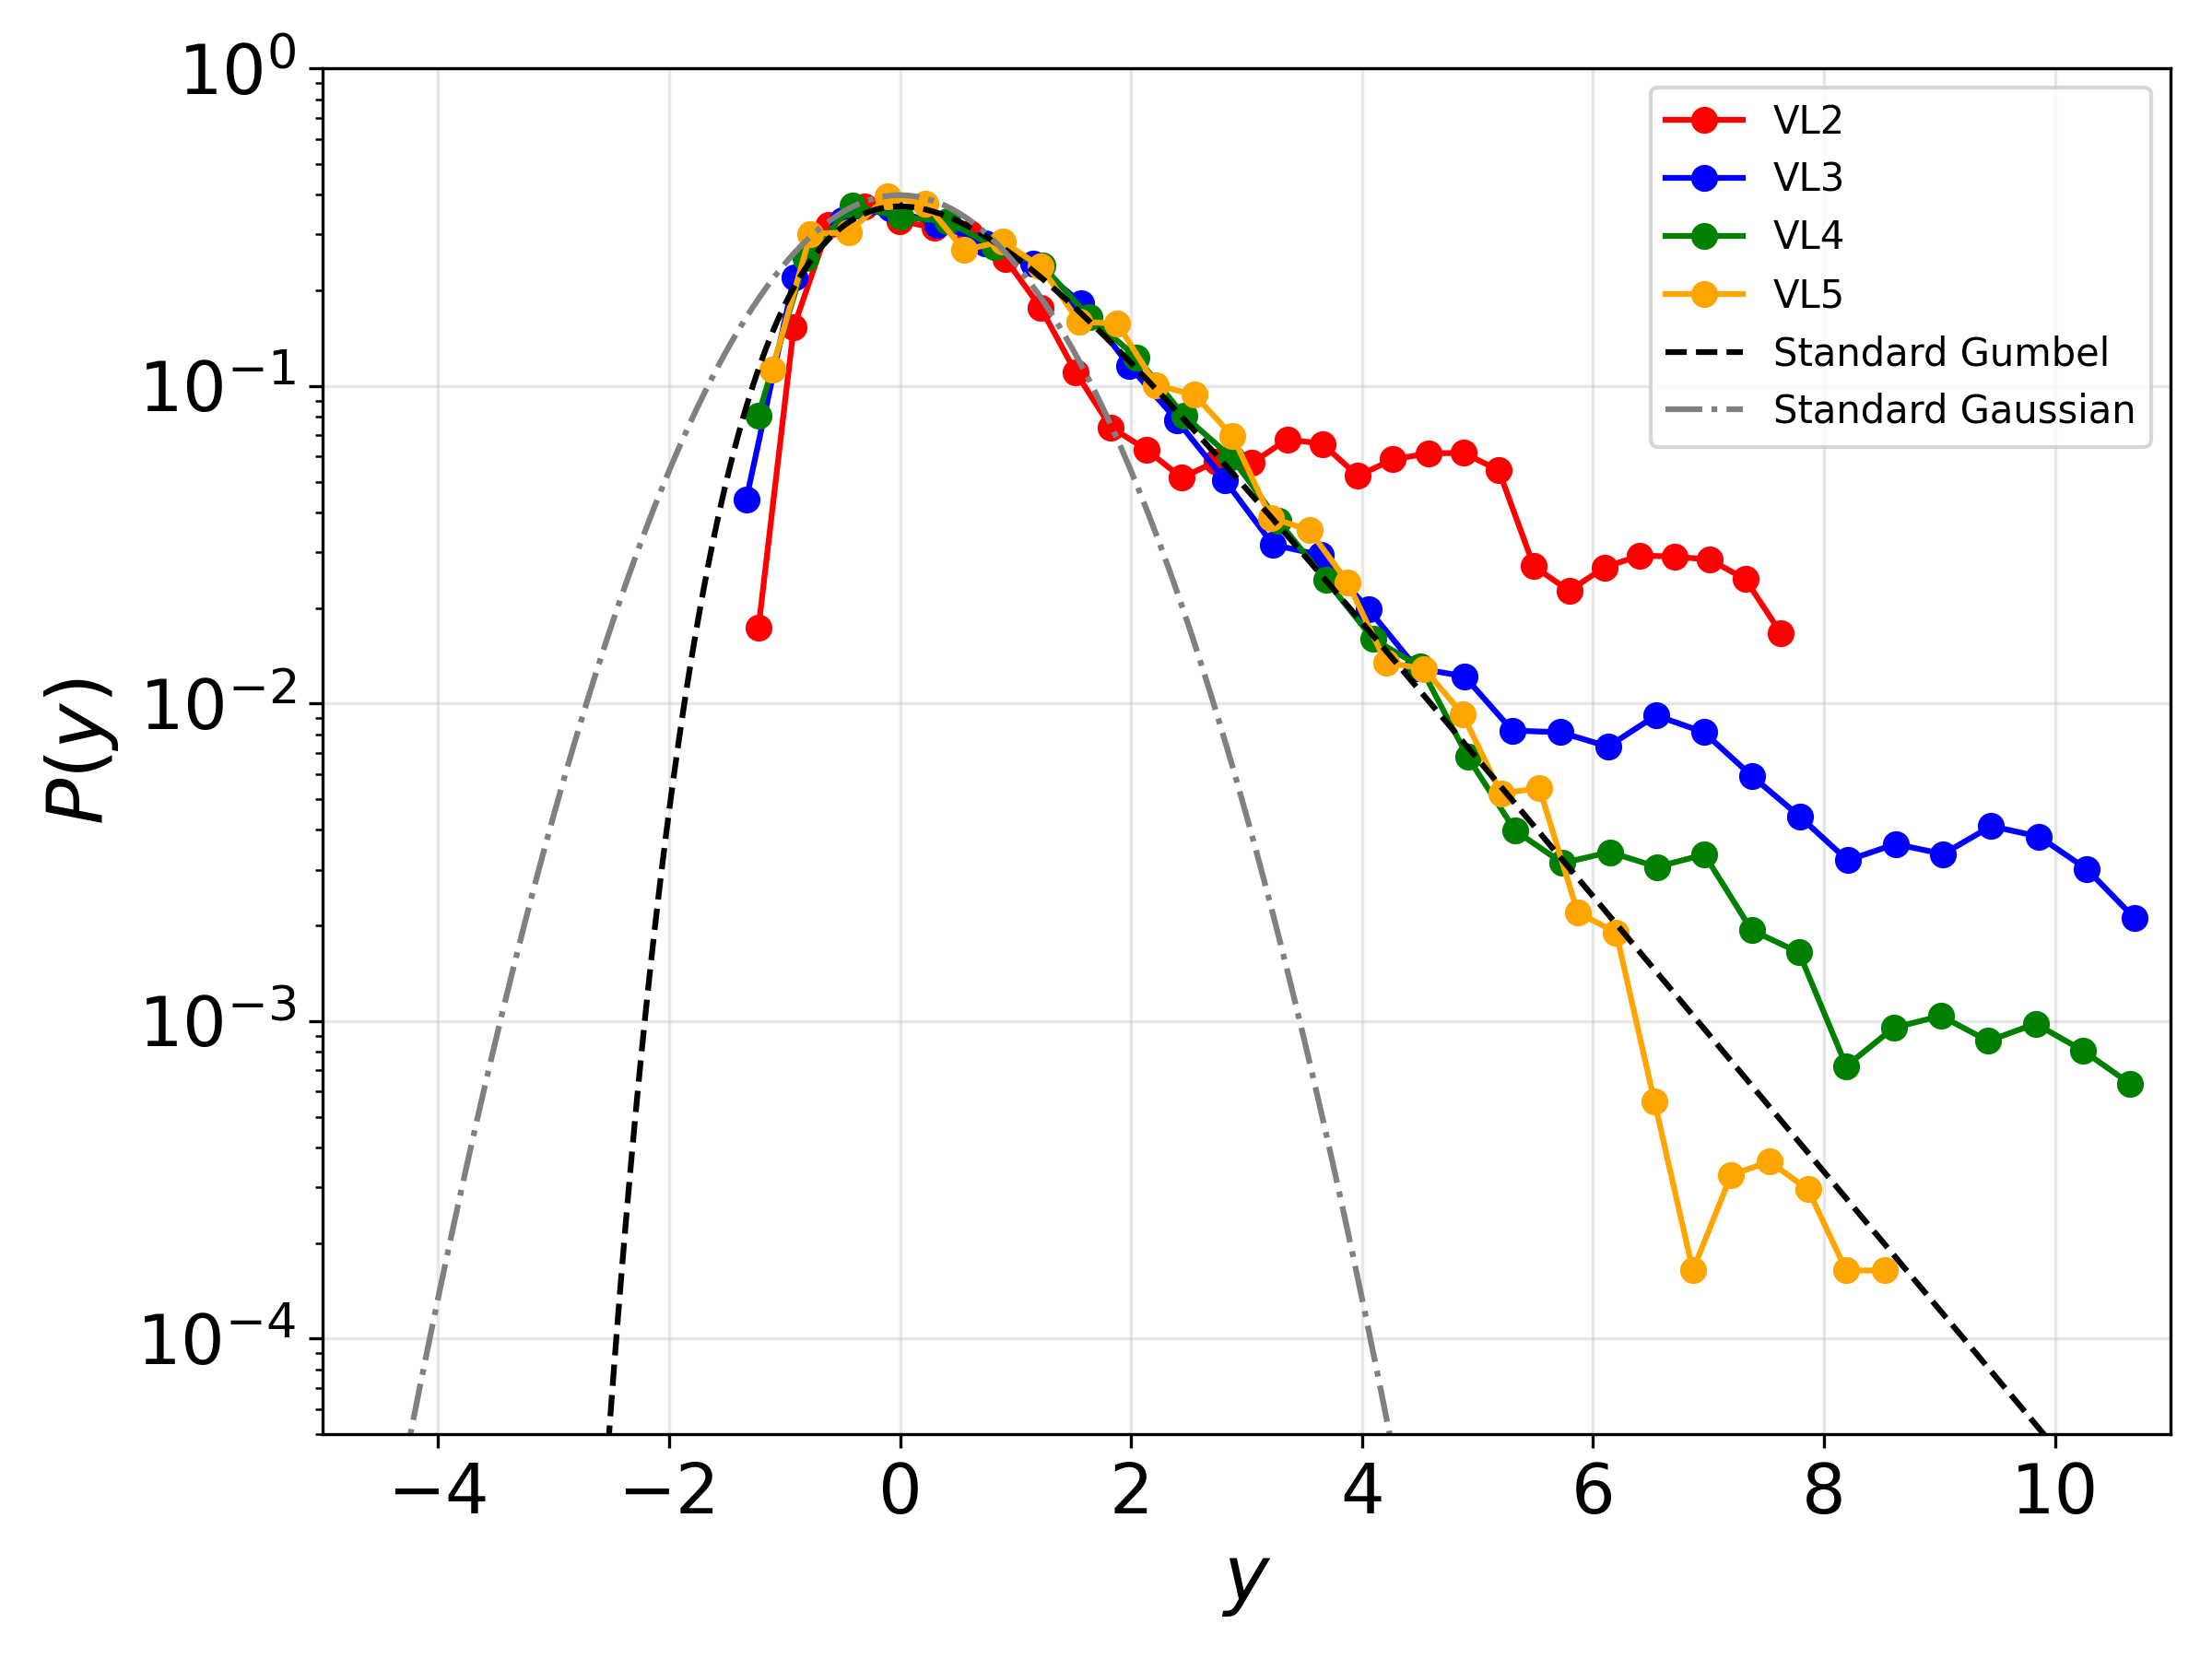 10^0
10^−1
10^−2
10^−3
10^−4
P(y)
VL2
VL3
VL4
VL5
Standard Gumbel
Standard Gaussian
−4 −2 0 2 4 6 8 10
y